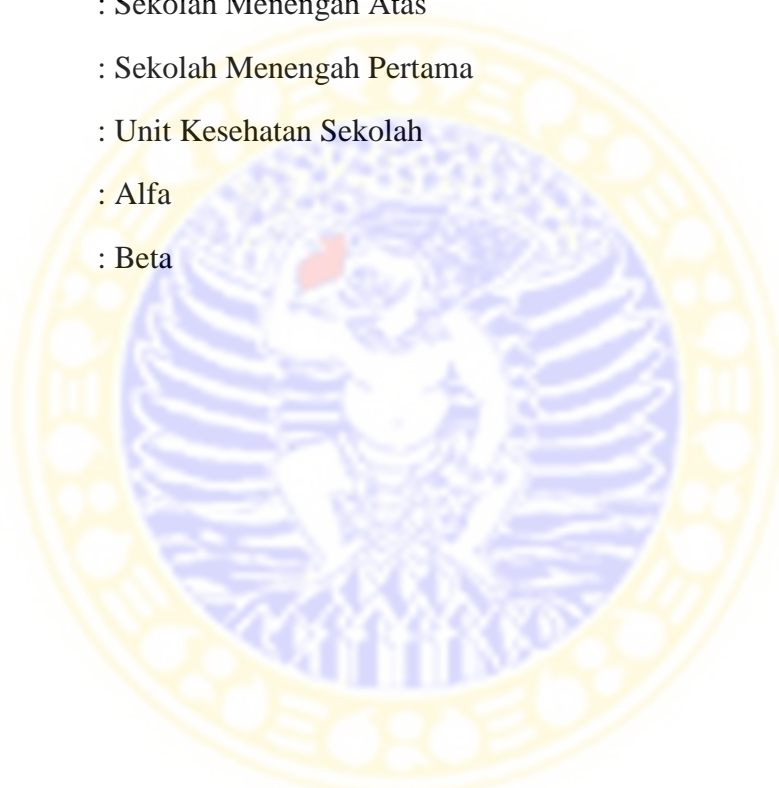 : Sekolah Menengah Atas
: Sekolah Menengah Pertama
: Unit Kesehatan Sekolah
: Alfa
: Beta